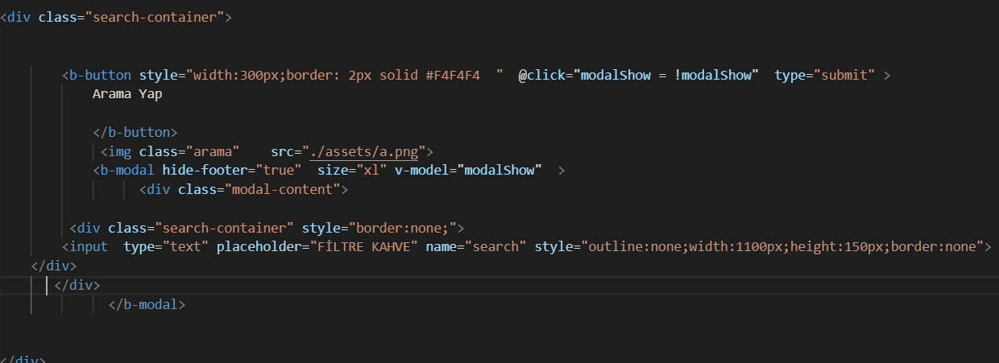 <div class="search-container">
<b-button style="width:300px;border: 2px solid #F4F4F4  "  @click="modalShow = !modalShow"  type="submit" >
Arama Yap
</b-button>
<img class="arama"    src="./assets/a.png">
<b-modal hide-footer="true"  size="xl" v-model="modalShow"  >
<div class="modal-content">
<div class="search-container" style="border:none;">
<input  type="text" placeholder="FİLTRE KAHVE" name="search" style="outline:none;width:1100px;height:150px;border:none">
</div>
</div>
</b-modal>
</div>